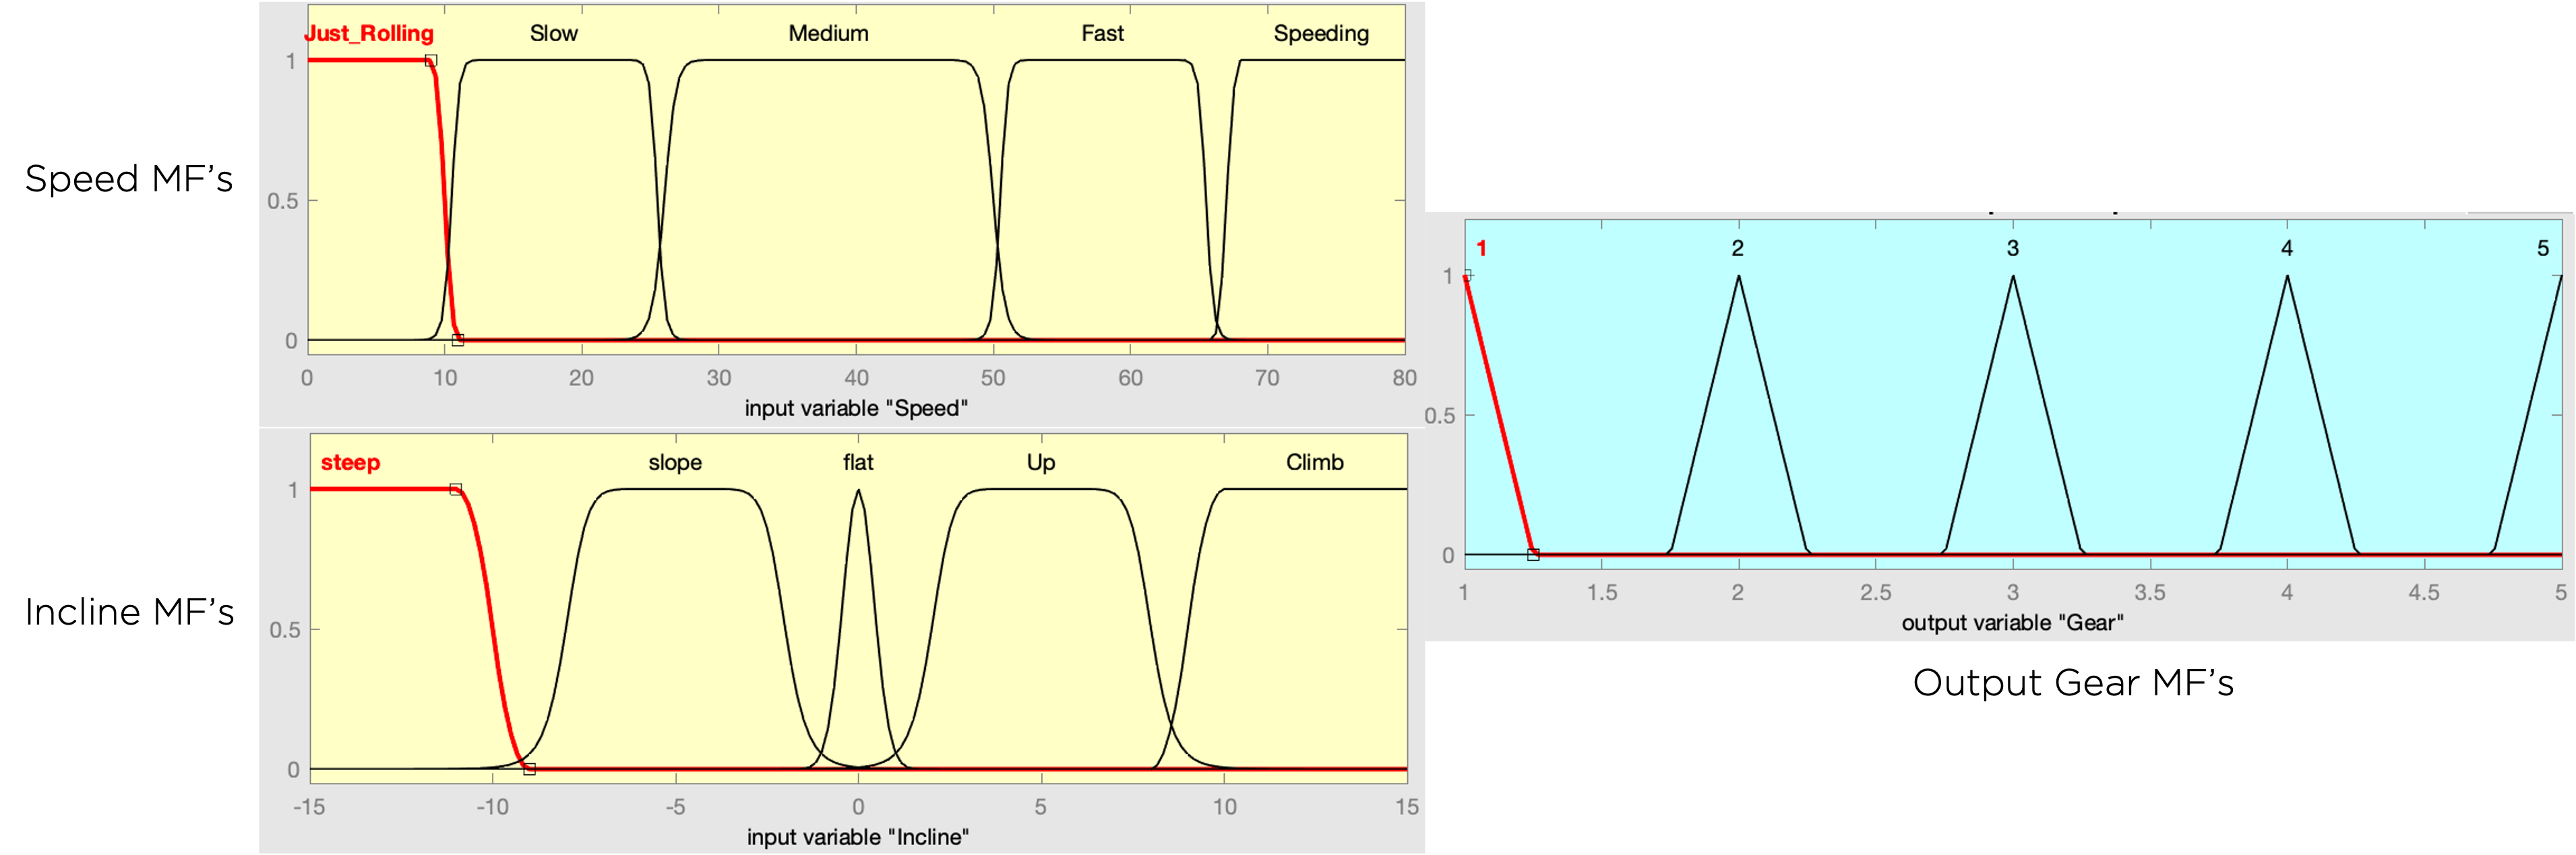 Speed MF's
Just_Rolling Slow Medium Fast Speeding
1
0.5
0
0 10 20 30 40 50 60 70 80
input variable "Speed"
Incline MF's
steep slope flat Up Climb
1
0.5
0
-15 -10 -5 0 5 10 15
input variable "Incline"
1 2 3 4 5
1
0.5
0
1 1.5 2 2.5 3 3.5 4 4.5 5
output variable "Gear"
Output Gear MF's